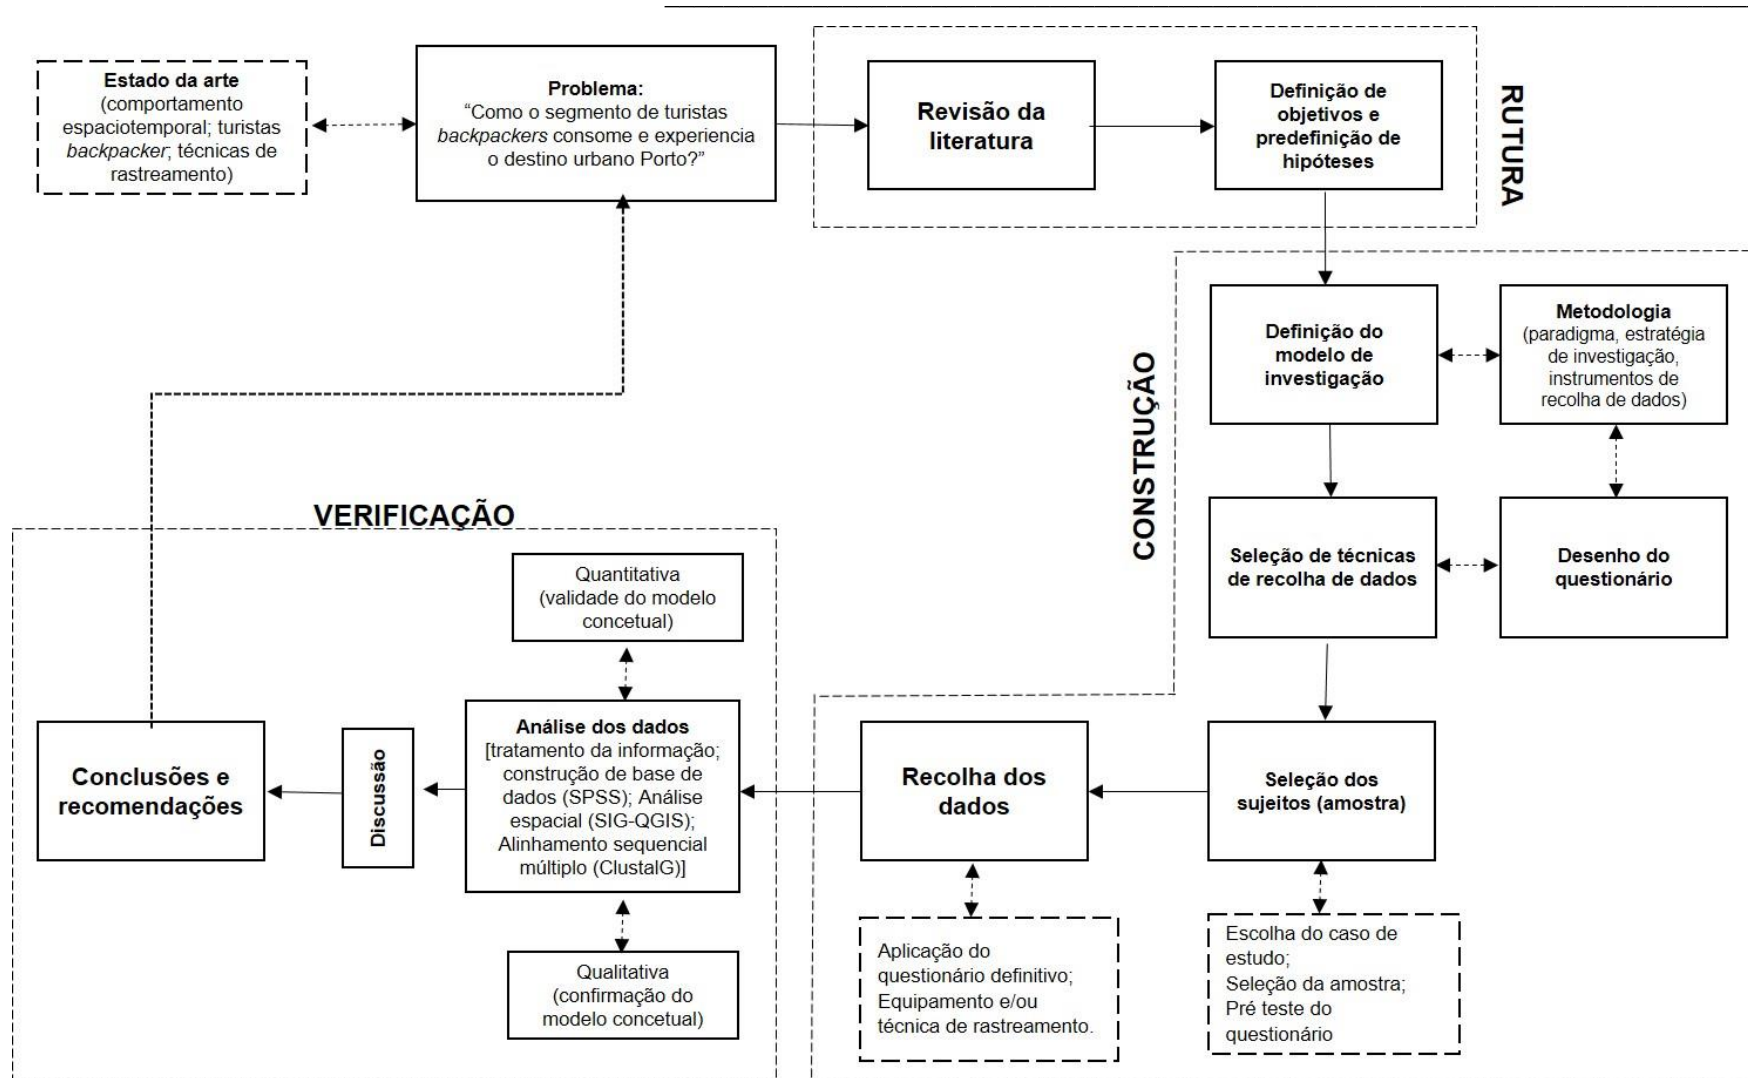 Estado da arte
(comportamento
espaciotemporal; turistas
backpacker; técnicas de
rastreamento)
Problema:
“Como o segmento de turistas
backpackers consome e experiencia
o destino urbano Porto?”
Revisão da
literatura
Definição de
objetivos e
predefinição de
hipóteses
RUTURA
Definição do
modelo de
investigação
Metodologia
(paradigma, estratégia
de investigação,
instrumentos de
recolha de dados)
CONSTRUÇÃO
Seleção de técnicas
de recolha de dados
Desenho do
questionário
VERIFICAÇÃO
Quantitativa
(validade do modelo
concetual)
Conclusões e
recomendações
Discussão
Análise dos dados
[tratamento da informação;
construção de base de
dados (SPSS); Análise
espacial (SIG-QGIS);
Alinhamento sequencial
múltiplo (ClustalG)]
Recolha dos
dados
Seleção dos
sujeitos (amostra)
Qualitativa
(confirmação do
modelo concetual)
Aplicação do
questionário definitivo;
Equipamento e/ou
técnica de rastreamento.
Escolha do caso de
estudo;
Seleção da amostra;
Pré teste do
questionário